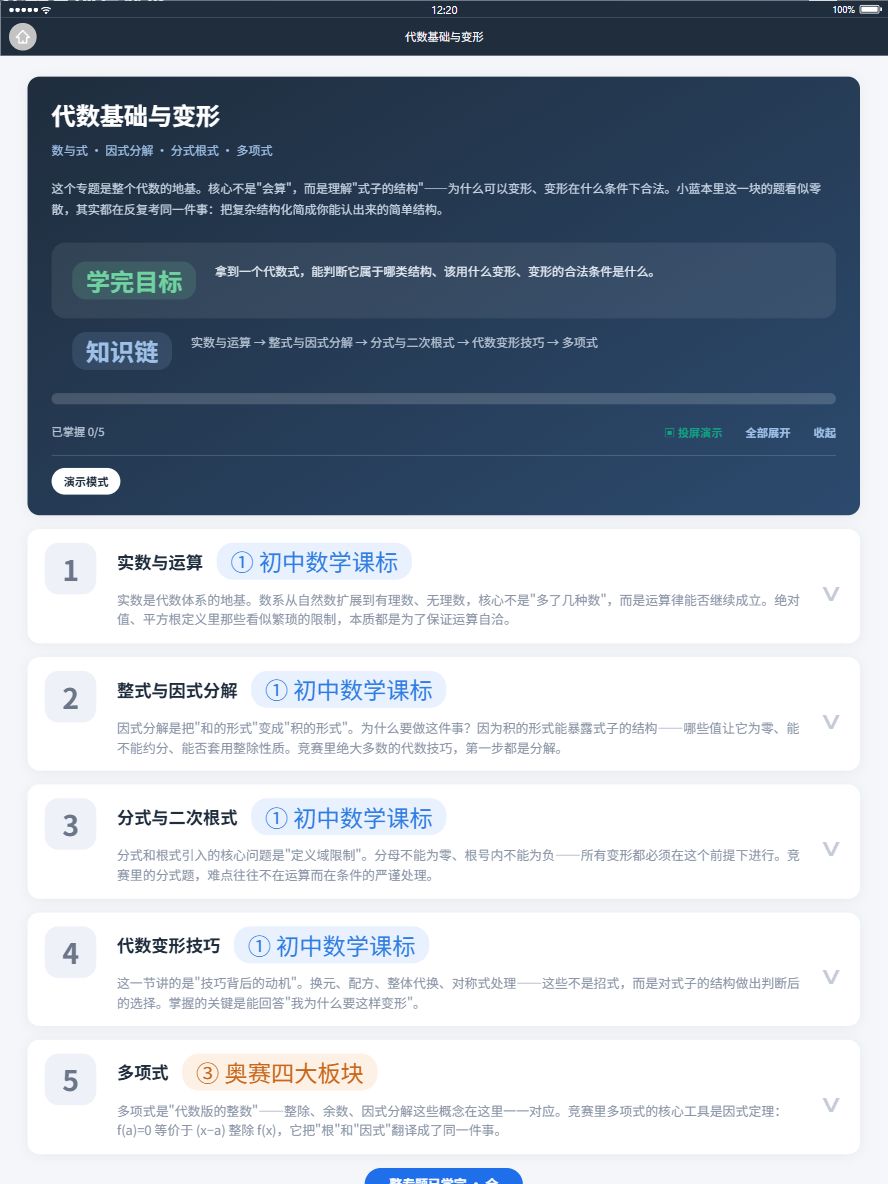 12:20
100%
代数基础与变形
代数基础与变形
数与式 · 因式分解 · 分式根式 · 多项式
这个专题是整个代数的地基。核心不是"会算"，而是理解"式子的结构"——为什么可以变形、变形在什么条件下合法。小蓝本里这一块的题看似零
散，其实都在反复考同一件事：把复杂结构化简成你能认出来的简单结构。
学完目标
拿到一个代数式，能判断它属于哪类结构、该用什么变形、变形的合法条件是什么。
知识链
实数与运算 → 整式与因式分解 → 分式与二次根式 → 代数变形技巧 → 多项式
已掌握 0/5
▣ 投屏演示
全部展开
收起
演示模式
1
实数与运算
① 初中数学课标
实数是代数体系的地基。数系从自然数扩展到有理数、无理数，核心不是"多了几种数"，而是运算律能否继续成立。绝对
值、平方根定义里那些看似繁琐的限制，本质都是为了保证运算自洽。
2
整式与因式分解
① 初中数学课标
因式分解是把"和的形式"变成"积的形式"。为什么要做这件事？因为积的形式能暴露式子的结构——哪些值让它为零、能
不能约分、能否套用整除性质。竞赛里绝大多数的代数技巧，第一步都是分解。
3
分式与二次根式
① 初中数学课标
分式和根式引入的核心问题是"定义域限制"。分母不能为零、根号内不能为负——所有变形都必须在这个前提下进行。竞
赛里的分式题，难点往往不在运算而在条件的严谨处理。
4
代数变形技巧
① 初中数学课标
这一节讲的是"技巧背后的动机"。换元、配方、整体代换、对称式处理——这些不是招式，而是对式子的结构做出判断后
的选择。掌握的关键是能回答"我为什么要这样变形"。
5
多项式
③ 奥赛四大板块
多项式是"代数版的整数"——整除、余数、因式分解这些概念在这里一一对应。竞赛里多项式的核心工具是因式定理：
f(a)=0 等价于 (x−a) 整除 f(x)，它把"根"和"因式"翻译成了同一件事。
整专题已学完 · 全